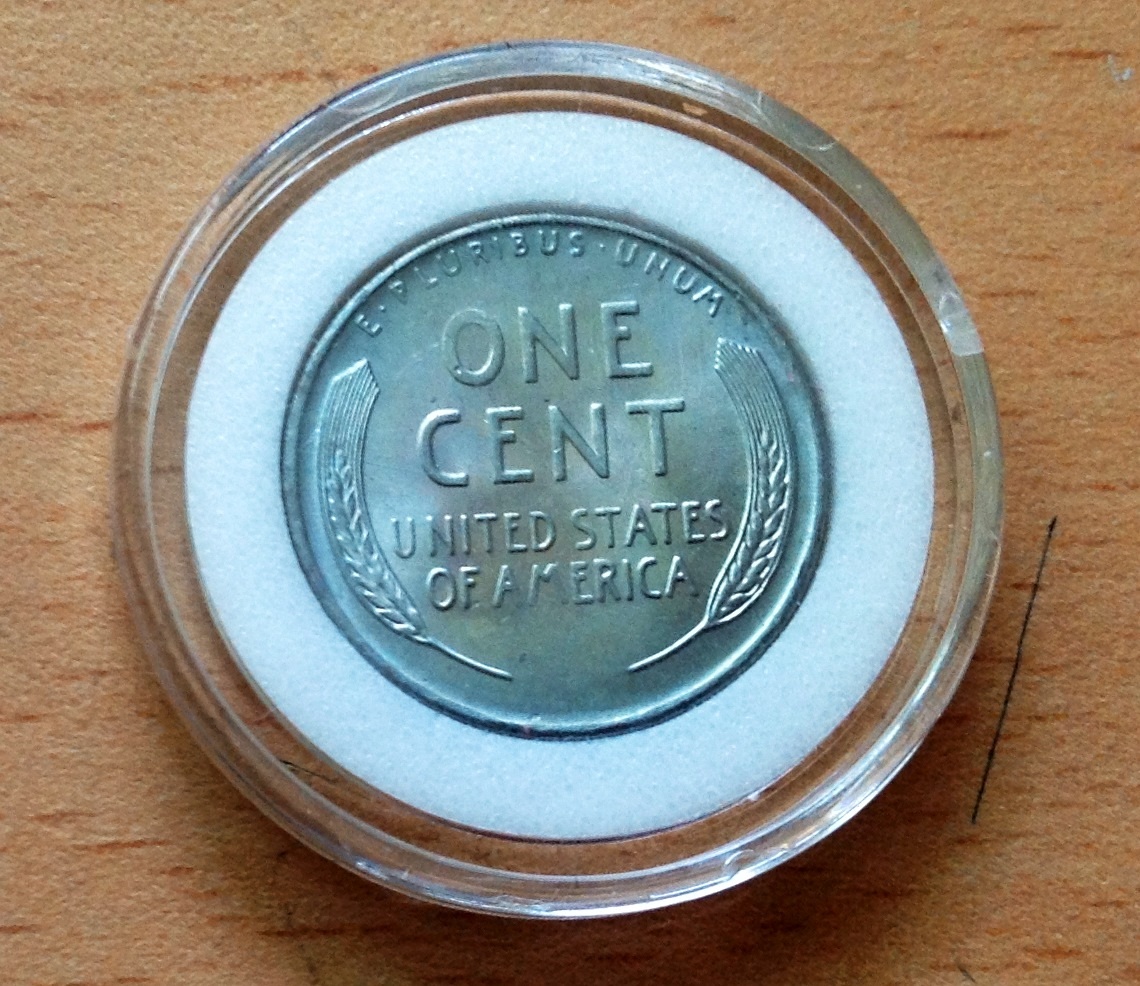 E·PLURIBUS·UNUM
ONE
CENT
UNITED STATES
OF AMERICA